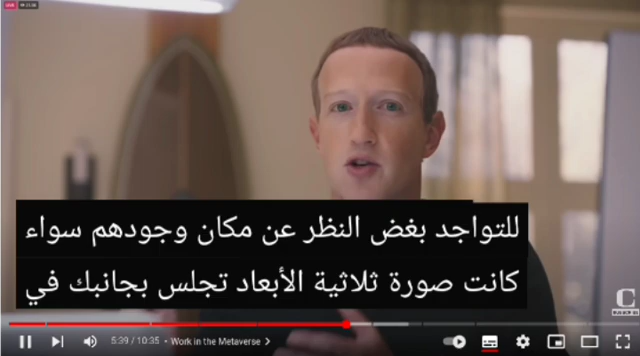 LIVE
للتواجد بغض النظر عن مكان وجودهم سواء
كانت صورة ثلاثية الأبعاد تجلس بجانبك في
C
5:39 / 10:35 • Work in the Metaverse >